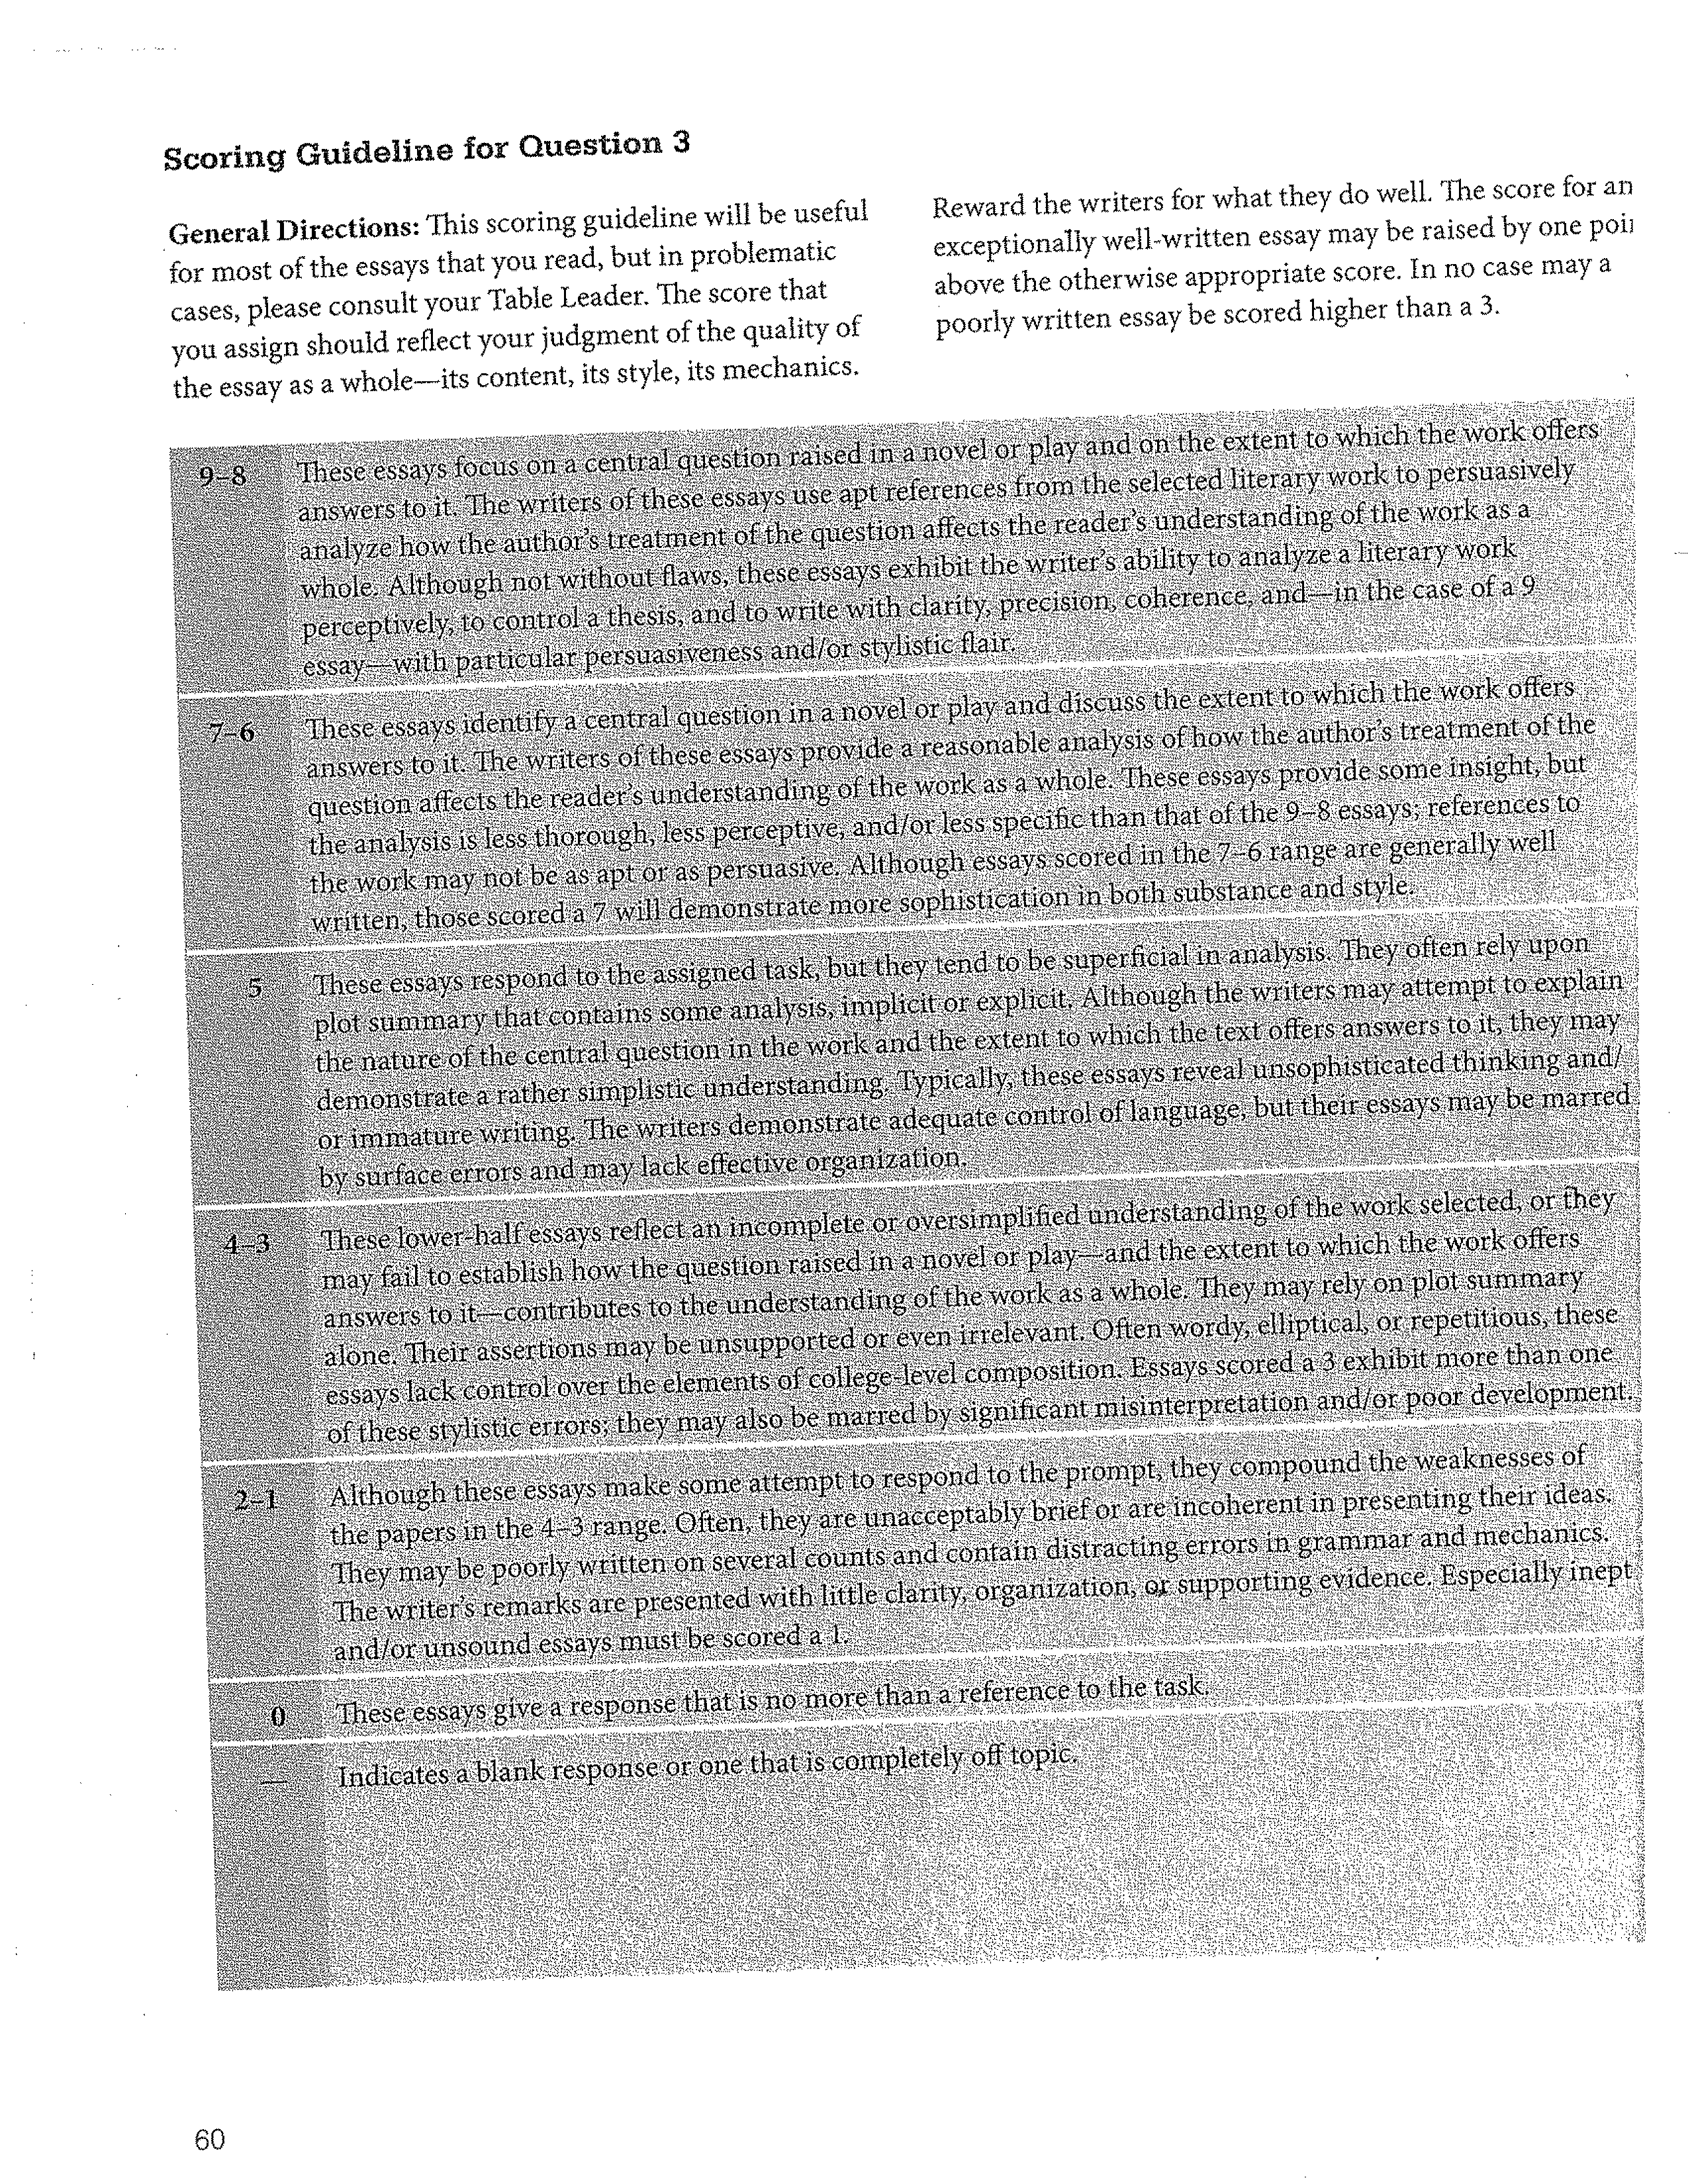 Scoring Guideline for Question 3
General Directions: This scoring guideline will be useful
for most of the essays that you read, but in problematic
cases, please consult your Table Leader. The score that
you assign should reflect your judgment of the quality of
the essay as a whole—its content, its style, its mechanics.
Reward the writers for what they do well. The score for an
exceptionally well-written essay may be raised by one poi
above the otherwise appropriate score. In no case may a
poorly written essay be scored higher than a 3.
9–8 These essays focus on a central question raised in a novel or play and on the extent to which the work offers
answers to it. The writers of these essays use apt references from the selected literary work to persuasively
analyze how the author's treatment of the question affects the reader's understanding of the work as a
whole. Although not without flaws, these essays exhibit the writer's ability to analyze a literary work
perceptively, to control a thesis, and to write with clarity, precision, coherence, and—in the case of a 9
essay—with particular persuasiveness and/or stylistic flair.
7–6 These essays identify a central question in a novel or play and discuss the extent to which the work offers
answers to it. The writers of these essays provide a reasonable analysis of how the author's treatment of the
question affects the reader's understanding of the work as a whole. These essays provide some insight, but
the analysis is less thorough, less perceptive, and/or less specific than that of the 9–8 essays; references to
the work may not be as apt or as persuasive. Although essays scored in the 7–6 range are generally well
written, those scored a 7 will demonstrate more sophistication in both substance and style.
5 These essays respond to the assigned task, but they tend to be superficial in analysis. They often rely upon
plot summary that contains some analysis, implicit or explicit. Although the writers may attempt to explain
the nature of the central question in the work and the extent to which the text offers answers to it, they may
demonstrate a rather simplistic understanding. Typically, these essays reveal unsophisticated thinking and/
or immature writing. The writers demonstrate adequate control of language, but their essays may be marred
by surface errors and may lack effective organization.
4–3 These lower-half essays reflect an incomplete or oversimplified understanding of the work selected, or they
may fail to establish how the question raised in a novel or play—and the extent to which the work offers
answers to it—contributes to the understanding of the work as a whole. They may rely on plot summary
alone. Their assertions may be unsupported or even irrelevant. Often wordy, elliptical, or repetitious, these
essays lack control over the elements of college-level composition. Essays scored a 3 exhibit more than one
of these stylistic errors; they may also be marred by significant misinterpretation and/or poor development.
2–1 Although these essays make some attempt to respond to the prompt, they compound the weaknesses of
the papers in the 4–3 range. Often, they are unacceptably brief or are incoherent in presenting their ideas.
They may be poorly written on several counts and contain distracting errors in grammar and mechanics.
The writer's remarks are presented with little clarity, organization, or supporting evidence. Especially inept
and/or unsound essays must be scored a 1.
0 These essays give a response that is no more than a reference to the task.
— Indicates a blank response or one that is completely off topic.
60